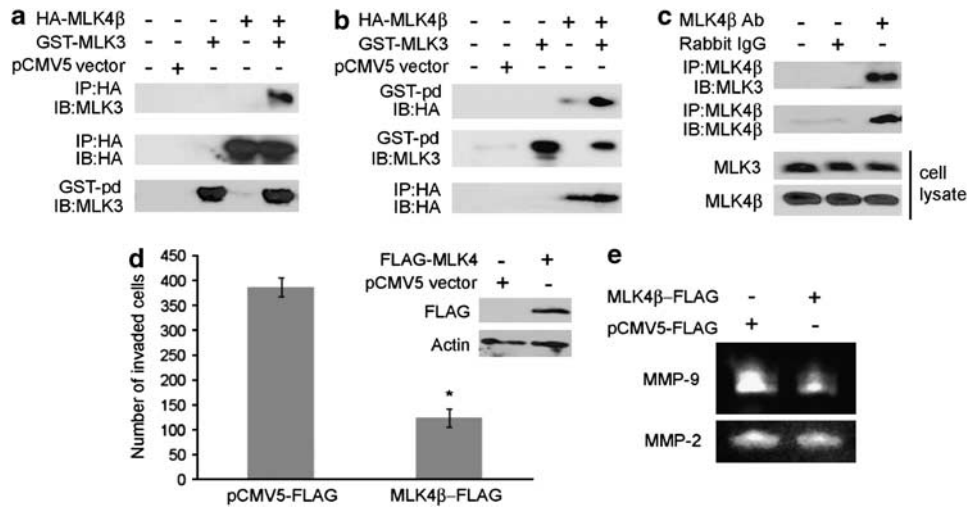 a
HA-MLK4β - - - + +
GST-MLK3 - - + - +
pCMV5 vector - + - - -
IP:HA
IB:MLK3
IP:HA
IB:HA
GST-pd
IB:MLK3
b
HA-MLK4β - - - + +
GST-MLK3 - - + - +
pCMV5 vector - + - - -
GST-pd
IB:HA
GST-pd
IB:MLK3
IP:HA
IB:HA
c
MLK4β Ab - - +
Rabbit IgG - + -
IP:MLK4β
IB:MLK3
IP:MLK4β
IB:MLK4β
MLK3
MLK4β
cell
lysate
d
Number of invaded cells
450
400
350
300
250
200
150
100
50
0
*
pCMV5-FLAG
MLK4β–FLAG
FLAG-MLK4 - +
pCMV5 vector + -
FLAG
Actin
e
MLK4β–FLAG - +
pCMV5-FLAG + -
MMP-9
MMP-2